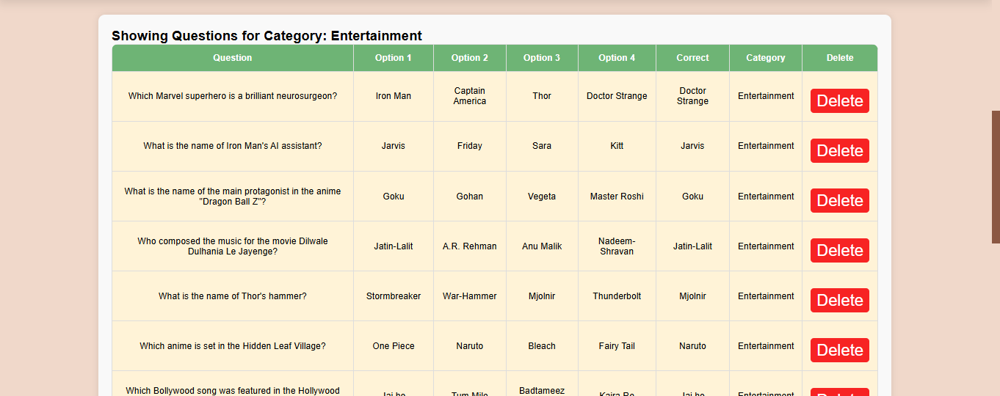 Showing Questions for Category: Entertainment
Question Option 1 Option 2 Option 3 Option 4 Correct Category Delete
Which Marvel superhero is a brilliant neurosurgeon? Iron Man Captain America Thor Doctor Strange Doctor Strange Entertainment Delete
What is the name of Iron Man's AI assistant? Jarvis Friday Sara Kitt Jarvis Entertainment Delete
What is the name of the main protagonist in the anime "Dragon Ball Z"? Goku Gohan Vegeta Master Roshi Goku Entertainment Delete
Who composed the music for the movie Dilwale Dulhania Le Jayenge? Jatin-Lalit A.R. Rehman Anu Malik Nadeem-Shravan Jatin-Lalit Entertainment Delete
What is the name of Thor's hammer? Stormbreaker War-Hammer Mjolnir Thunderbolt Mjolnir Entertainment Delete
Which anime is set in the Hidden Leaf Village? One Piece Naruto Bleach Fairy Tail Naruto Entertainment Delete
Which Bollywood song was featured in the Hollywood Jai ho Tum Mile Badtameez Kajra Re Jai ho Entertainment Delete